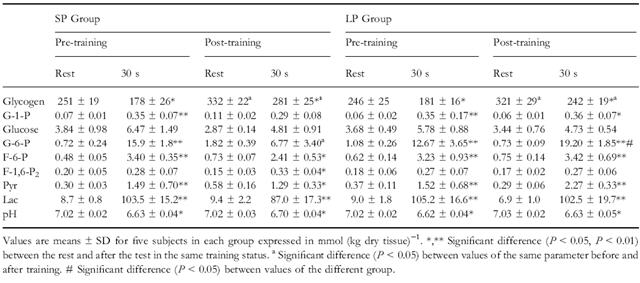 SP Group LP Group
Pre-training Post-training Pre-training Post-training
Rest 30 s Rest 30 s Rest 30 s Rest 30 s
Glycogen 251 ± 19 178 ± 26* 332 ± 22ᵃ 281 ± 25*ᵃ 246 ± 25 181 ± 16* 321 ± 29ᵃ 242 ± 19*ᵃ
G-1-P 0.07 ± 0.01 0.35 ± 0.07** 0.11 ± 0.02 0.29 ± 0.08 0.06 ± 0.02 0.35 ± 0.17** 0.06 ± 0.01 0.36 ± 0.07*
Glucose 3.84 ± 0.98 6.47 ± 1.49 2.87 ± 0.14 4.81 ± 0.91 3.68 ± 0.49 5.78 ± 0.88 3.44 ± 0.76 4.73 ± 0.54
G-6-P 0.72 ± 0.24 15.9 ± 1.8** 1.82 ± 0.39 6.77 ± 3.40ᵃ 1.08 ± 0.26 12.67 ± 3.65** 0.73 ± 0.09 19.20 ± 1.85**#
F-6-P 0.48 ± 0.05 3.40 ± 0.35** 0.73 ± 0.07 2.41 ± 0.53* 0.62 ± 0.14 3.23 ± 0.93** 0.75 ± 0.14 3.42 ± 0.69**
F-1,6-P₂ 0.20 ± 0.05 0.28 ± 0.07 0.15 ± 0.03 0.33 ± 0.04* 0.18 ± 0.06 0.27 ± 0.07 0.17 ± 0.02 0.27 ± 0.06
Pyr 0.30 ± 0.03 1.49 ± 0.70** 0.58 ± 0.16 1.29 ± 0.33* 0.37 ± 0.11 1.52 ± 0.68** 0.29 ± 0.06 2.27 ± 0.33**
Lac 8.7 ± 0.8 103.5 ± 15.2** 9.4 ± 2.2 87.0 ± 17.3** 9.0 ± 1.8 105.2 ± 16.6** 6.9 ± 1.0 102.5 ± 19.7**
pH 7.02 ± 0.02 6.63 ± 0.04* 7.02 ± 0.03 6.70 ± 0.04* 7.02 ± 0.02 6.62 ± 0.04* 7.03 ± 0.02 6.63 ± 0.05*
Values are means ± SD for five subjects in each group expressed in mmol (kg dry tissue)⁻¹. *,** Significant difference (P < 0.05, P < 0.01)
between the rest and after the test in the same training status. ᵃ Significant difference (P < 0.05) between values of the same parameter before and
after training. # Significant difference (P < 0.05) between values of the different group.